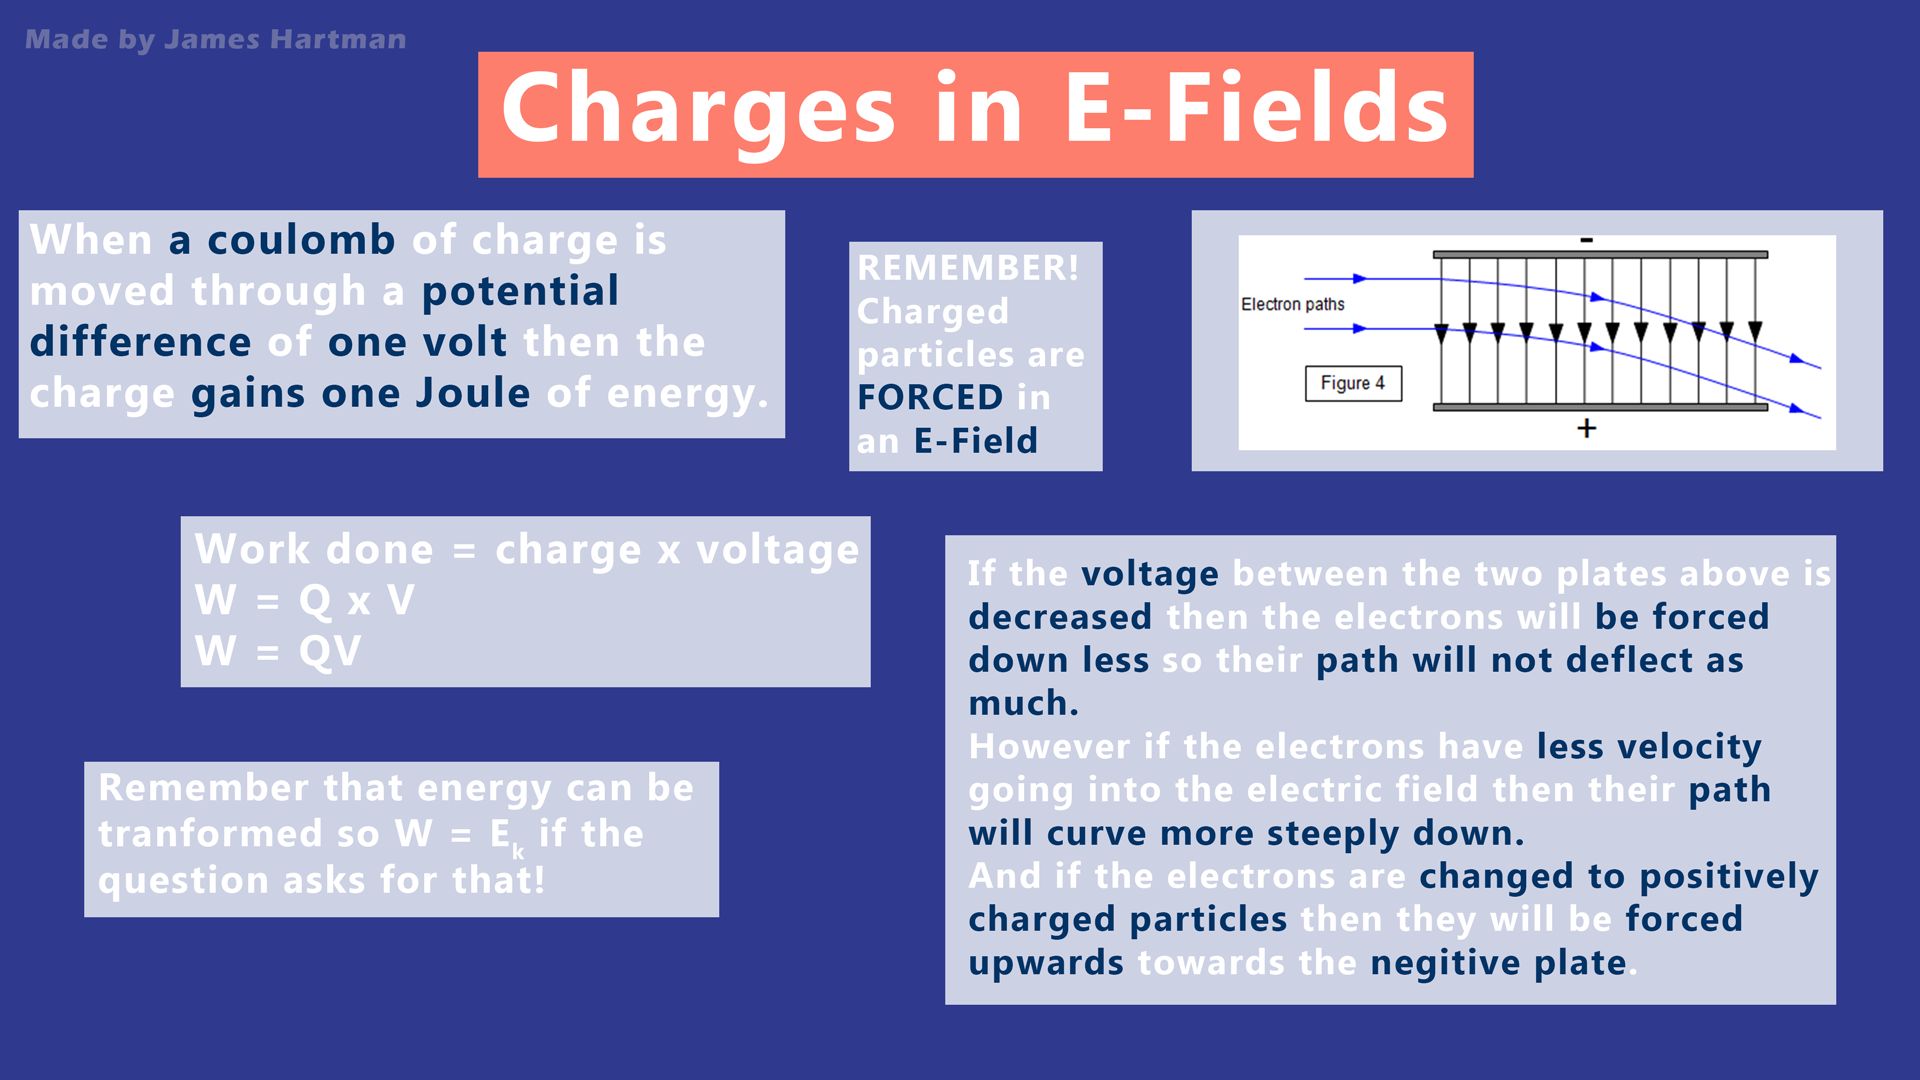 Made by James Hartman
Charges in E-Fields
When a coulomb of charge is
moved through a potential
difference of one volt then the
charge gains one Joule of energy.
REMEMBER!
Charged
particles are
FORCED in
an E-Field
-
Electron paths
Figure 4
+
Work done = charge x voltage
W = Q x V
W = QV
If the voltage between the two plates above is
decreased then the electrons will be forced
down less so their path will not deflect as
much.
However if the electrons have less velocity
going into the electric field then their path
will curve more steeply down.
And if the electrons are changed to positively
charged particles then they will be forced
upwards towards the negitive plate.
Remember that energy can be
tranformed so W = Ek if the
question asks for that!